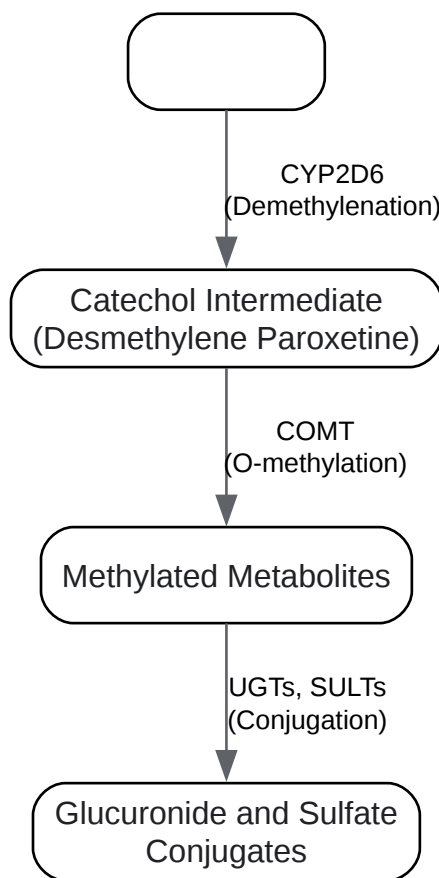 CYP2D6
(Demethylenation)
Catechol Intermediate
(Desmethylene Paroxetine)
COMT
(O-methylation)
Methylated Metabolites
UGTs, SULTs
(Conjugation)
Glucuronide and Sulfate
Conjugates